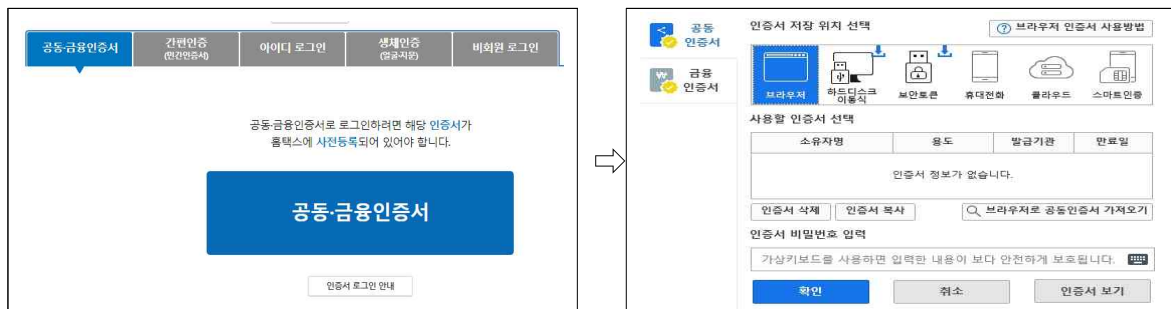 공동·금융인증서
간편인증
(민간인증서)
아이디 로그인
생체인증
(얼굴·지문)
비회원 로그인
공동·금융인증서로 로그인하려면 해당 인증서가
홈택스에 사전등록되어 있어야 합니다.
공동·금융인증서
인증서 로그인 안내
공동
인증서
금융
인증서
인증서 저장 위치 선택
브라우저 인증서 사용방법
브라우저
하드디스크
이동식
보안토큰
휴대전화
클라우드
스마트인증
사용할 인증서 선택
소유자명 용도 발급기관 만료일
인증서 정보가 없습니다.
인증서 삭제 인증서 복사 브라우저로 공동인증서 가져오기
인증서 비밀번호 입력
가상키보드를 사용하면 입력한 내용이 보다 안전하게 보호됩니다.
확인 취소 인증서 보기